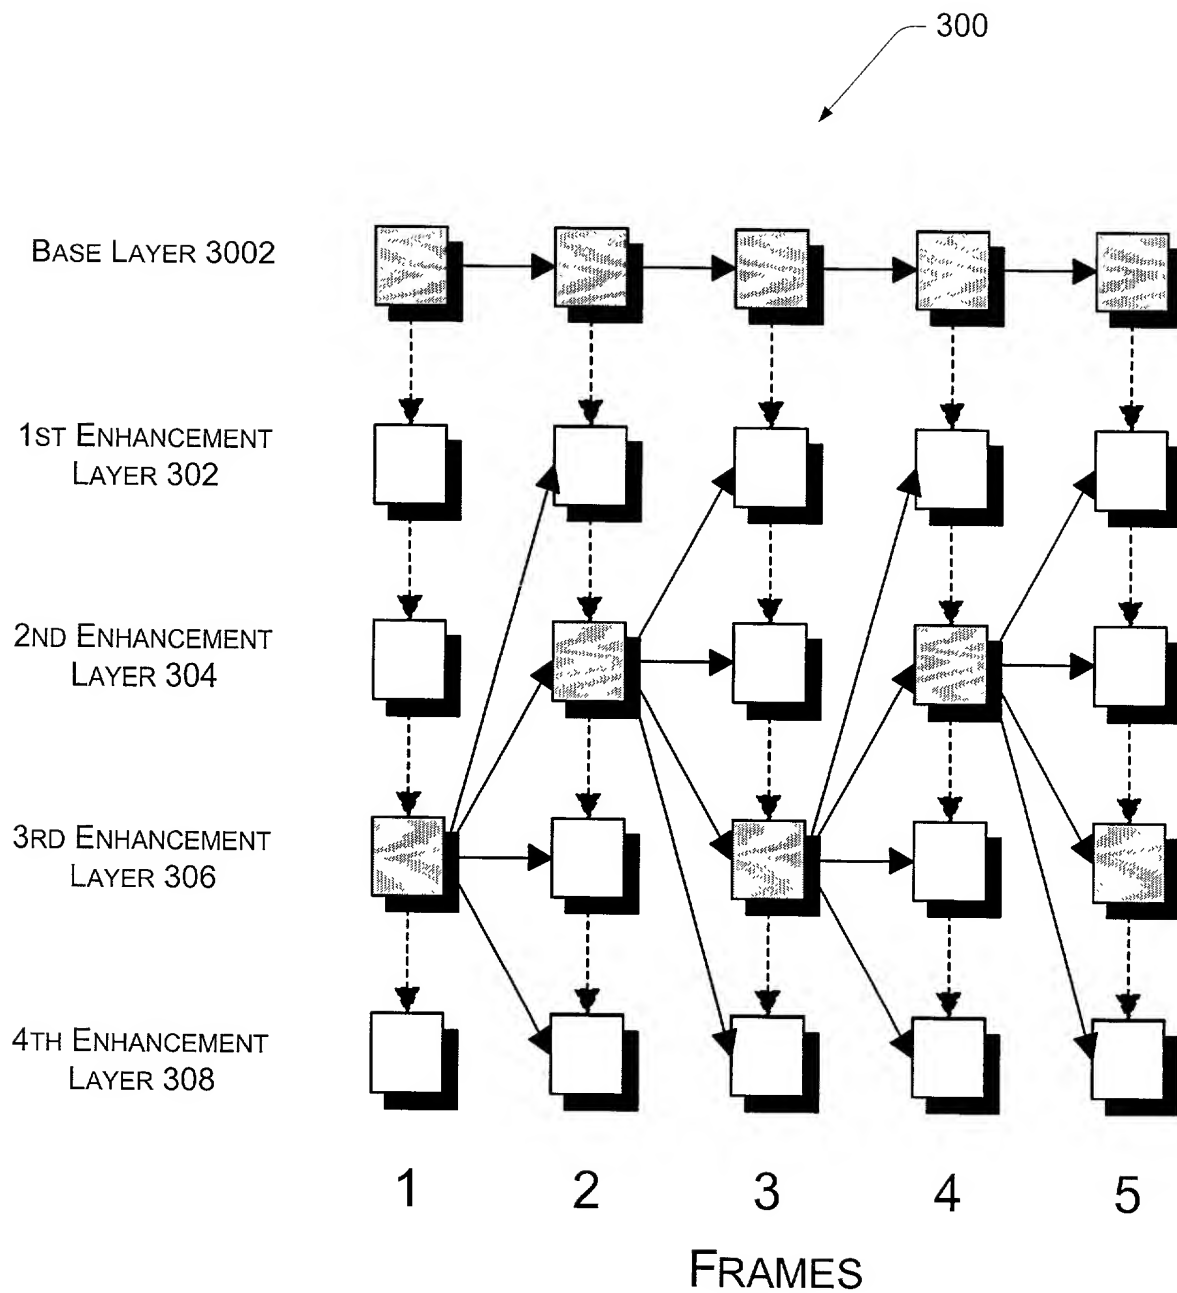 300
BASE LAYER 3002
1ST ENHANCEMENT
LAYER 302
2ND ENHANCEMENT
LAYER 304
3RD ENHANCEMENT
LAYER 306
4TH ENHANCEMENT
LAYER 308
1 2 3 4 5
FRAMES